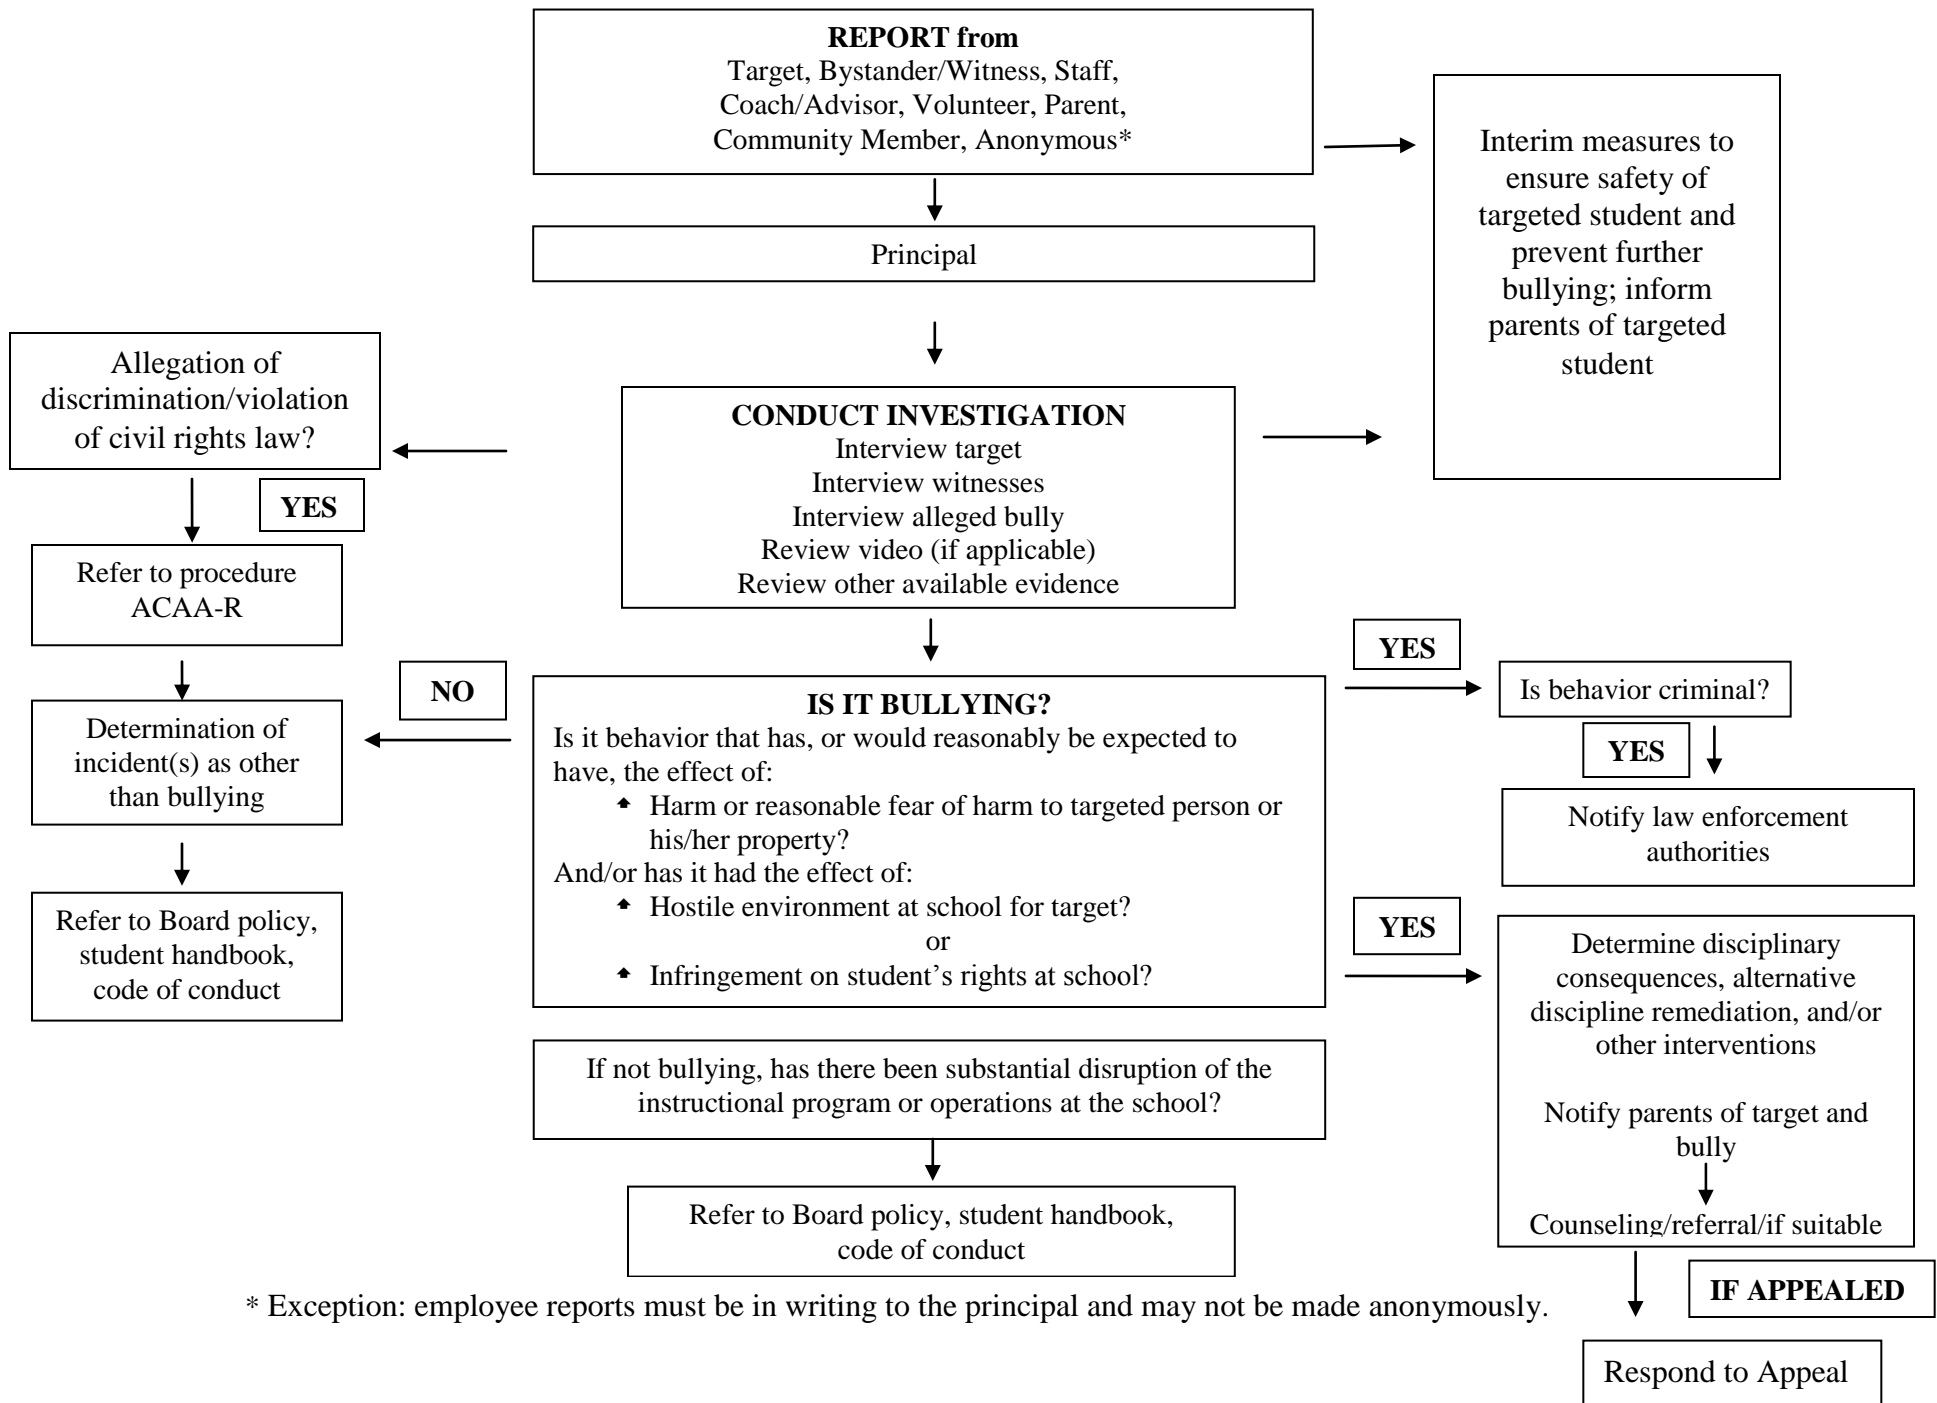 REPORT from
Target, Bystander/Witness, Staff,
Coach/Advisor, Volunteer, Parent,
Community Member, Anonymous*
Interim measures to
ensure safety of
targeted student and
prevent further
bullying; inform
parents of targeted
student
Principal
Allegation of
discrimination/violation
of civil rights law?
YES
Refer to procedure
ACAA-R
CONDUCT INVESTIGATION
Interview target
Interview witnesses
Interview alleged bully
Review video (if applicable)
Review other available evidence
NO
Determination of
incident(s) as other
than bullying
Refer to Board policy,
student handbook,
code of conduct
IS IT BULLYING?
Is it behavior that has, or would reasonably be expected to
have, the effect of:
Harm or reasonable fear of harm to targeted person or
his/her property?
And/or has it had the effect of:
Hostile environment at school for target?
or
Infringement on student’s rights at school?
YES
Is behavior criminal?
YES
Notify law enforcement
authorities
YES
Determine disciplinary
consequences, alternative
discipline remediation, and/or
other interventions
Notify parents of target and
bully
Counseling/referral/if suitable
If not bullying, has there been substantial disruption of the
instructional program or operations at the school?
Refer to Board policy, student handbook,
code of conduct
* Exception: employee reports must be in writing to the principal and may not be made anonymously.
IF APPEALED
Respond to Appeal